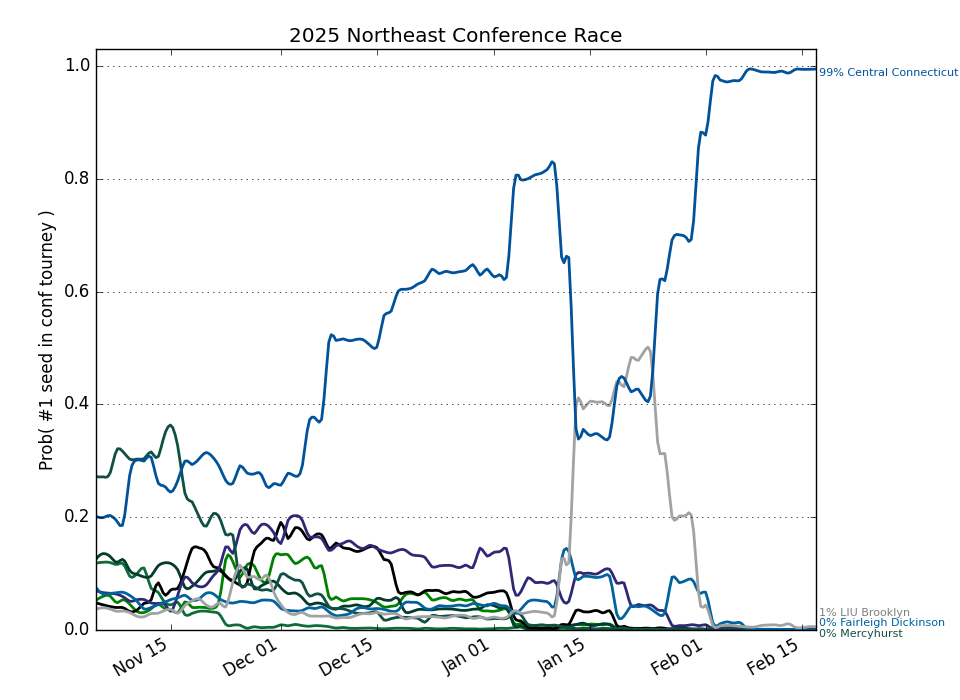 2025 Northeast Conference Race
Prob( #1 seed in conf tourney )
1.0
0.8
0.6
0.4
0.2
0.0
99% Central Connecticut
1% LIU Brooklyn
0% Fairleigh Dickinson
0% Mercyhurst
Nov 15
Dec 01
Dec 15
Jan 01
Jan 15
Feb 01
Feb 15